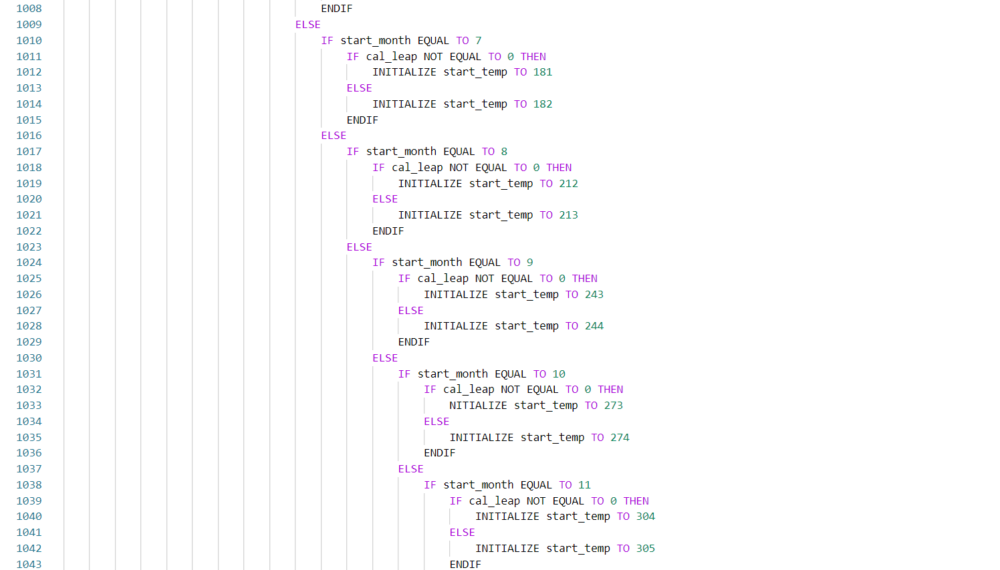 1008 ENDIF
1009 ELSE
1010 IF start_month EQUAL TO 7
1011 IF cal_leap NOT EQUAL TO 0 THEN
1012 INITIALIZE start_temp TO 181
1013 ELSE
1014 INITIALIZE start_temp TO 182
1015 ENDIF
1016 ELSE
1017 IF start_month EQUAL TO 8
1018 IF cal_leap NOT EQUAL TO 0 THEN
1019 INITIALIZE start_temp TO 212
1020 ELSE
1021 INITIALIZE start_temp TO 213
1022 ENDIF
1023 ELSE
1024 IF start_month EQUAL TO 9
1025 IF cal_leap NOT EQUAL TO 0 THEN
1026 INITIALIZE start_temp TO 243
1027 ELSE
1028 INITIALIZE start_temp TO 244
1029 ENDIF
1030 ELSE
1031 IF start_month EQUAL TO 10
1032 IF cal_leap NOT EQUAL TO 0 THEN
1033 NITIALIZE start_temp TO 273
1034 ELSE
1035 INITIALIZE start_temp TO 274
1036 ENDIF
1037 ELSE
1038 IF start_month EQUAL TO 11
1039 IF cal_leap NOT EQUAL TO 0 THEN
1040 INITIALIZE start_temp TO 304
1041 ELSE
1042 INITIALIZE start_temp TO 305
1043 ENDIF